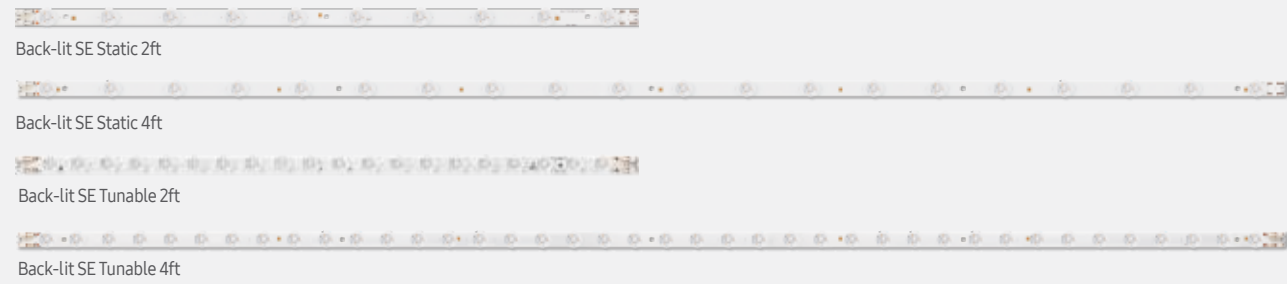 Back-lit SE Static 2ft
Back-lit SE Static 4ft
Back-lit SE Tunable 2ft
Back-lit SE Tunable 4ft